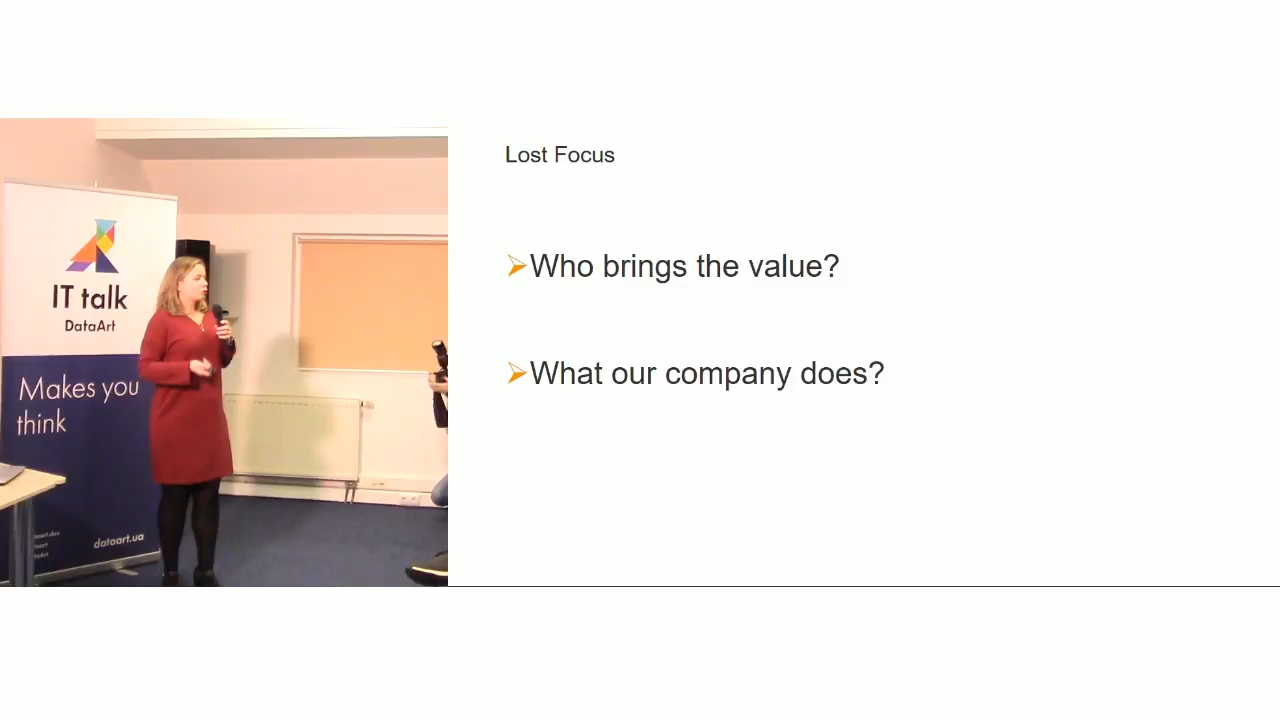 IT talk
DataArt
Makes you
think
dataart.ua
Lost Focus
Who brings the value?
What our company does?